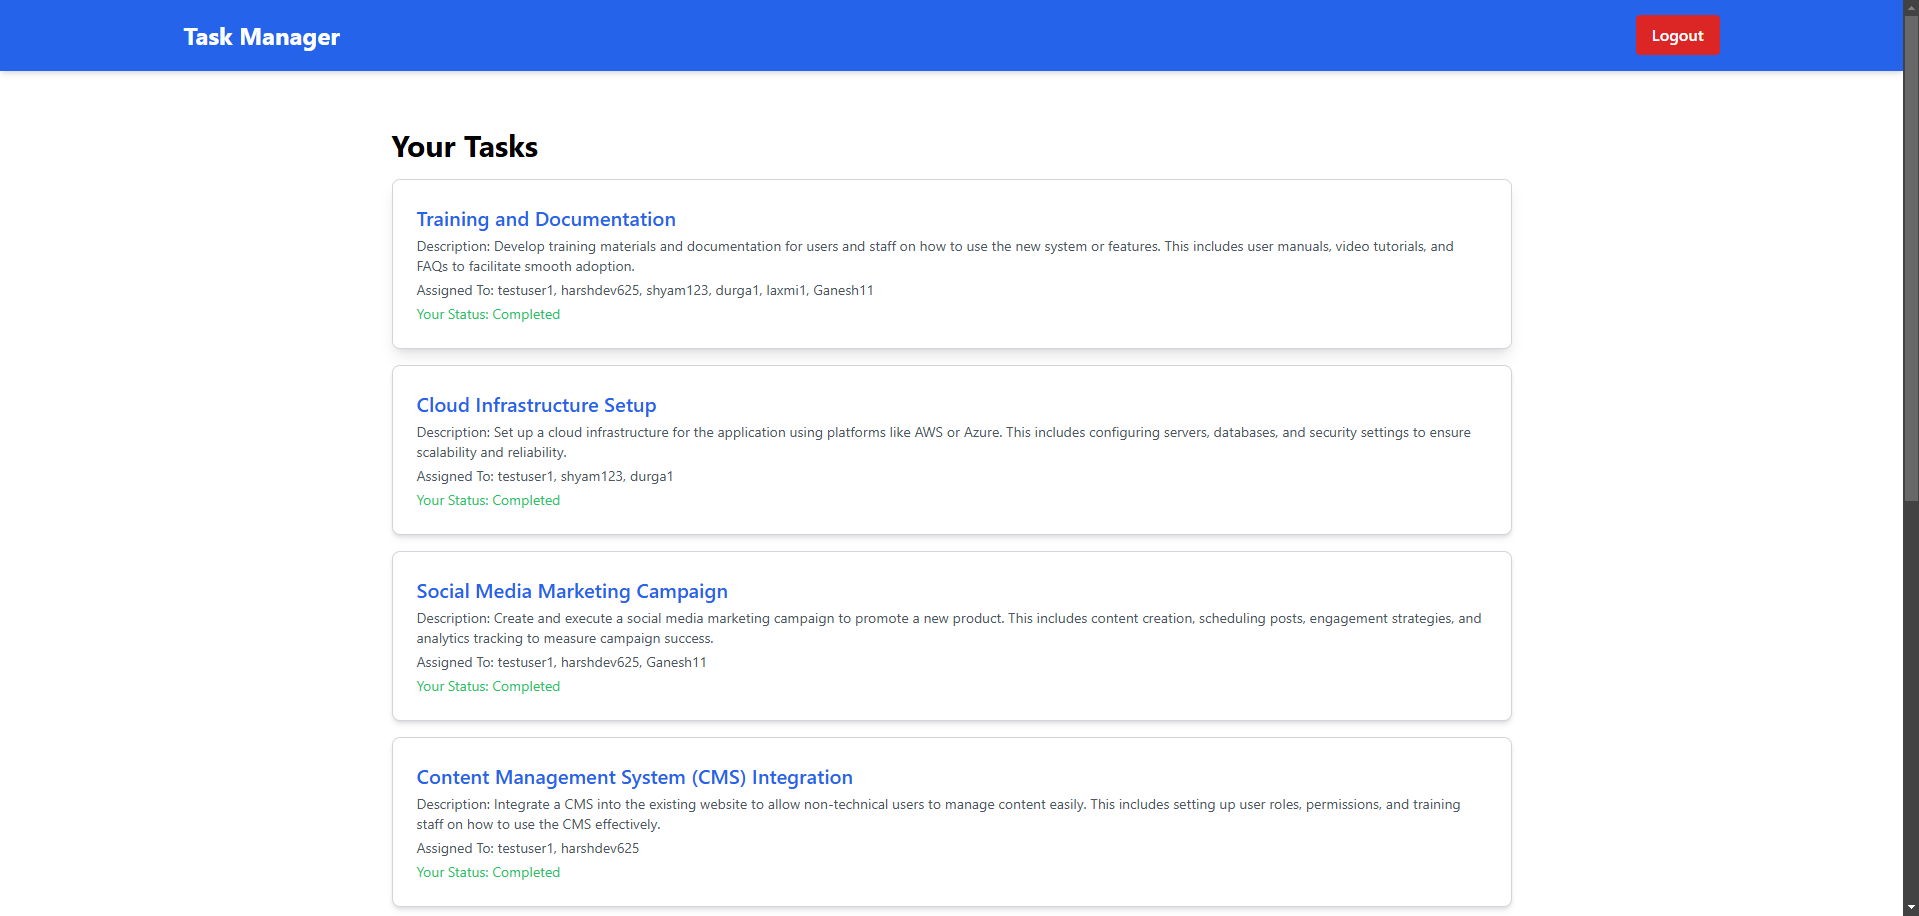 Task Manager
Logout
Your Tasks
Training and Documentation
Description: Develop training materials and documentation for users and staff on how to use the new system or features. This includes user manuals, video tutorials, and
FAQs to facilitate smooth adoption.
Assigned To: testuser1, harshdev625, shyam123, durga1, laxmi1, Ganesh11
Your Status: Completed
Cloud Infrastructure Setup
Description: Set up a cloud infrastructure for the application using platforms like AWS or Azure. This includes configuring servers, databases, and security settings to ensure
scalability and reliability.
Assigned To: testuser1, shyam123, durga1
Your Status: Completed
Social Media Marketing Campaign
Description: Create and execute a social media marketing campaign to promote a new product. This includes content creation, scheduling posts, engagement strategies, and
analytics tracking to measure campaign success.
Assigned To: testuser1, harshdev625, Ganesh11
Your Status: Completed
Content Management System (CMS) Integration
Description: Integrate a CMS into the existing website to allow non-technical users to manage content easily. This includes setting up user roles, permissions, and training
staff on how to use the CMS effectively.
Assigned To: testuser1, harshdev625
Your Status: Completed